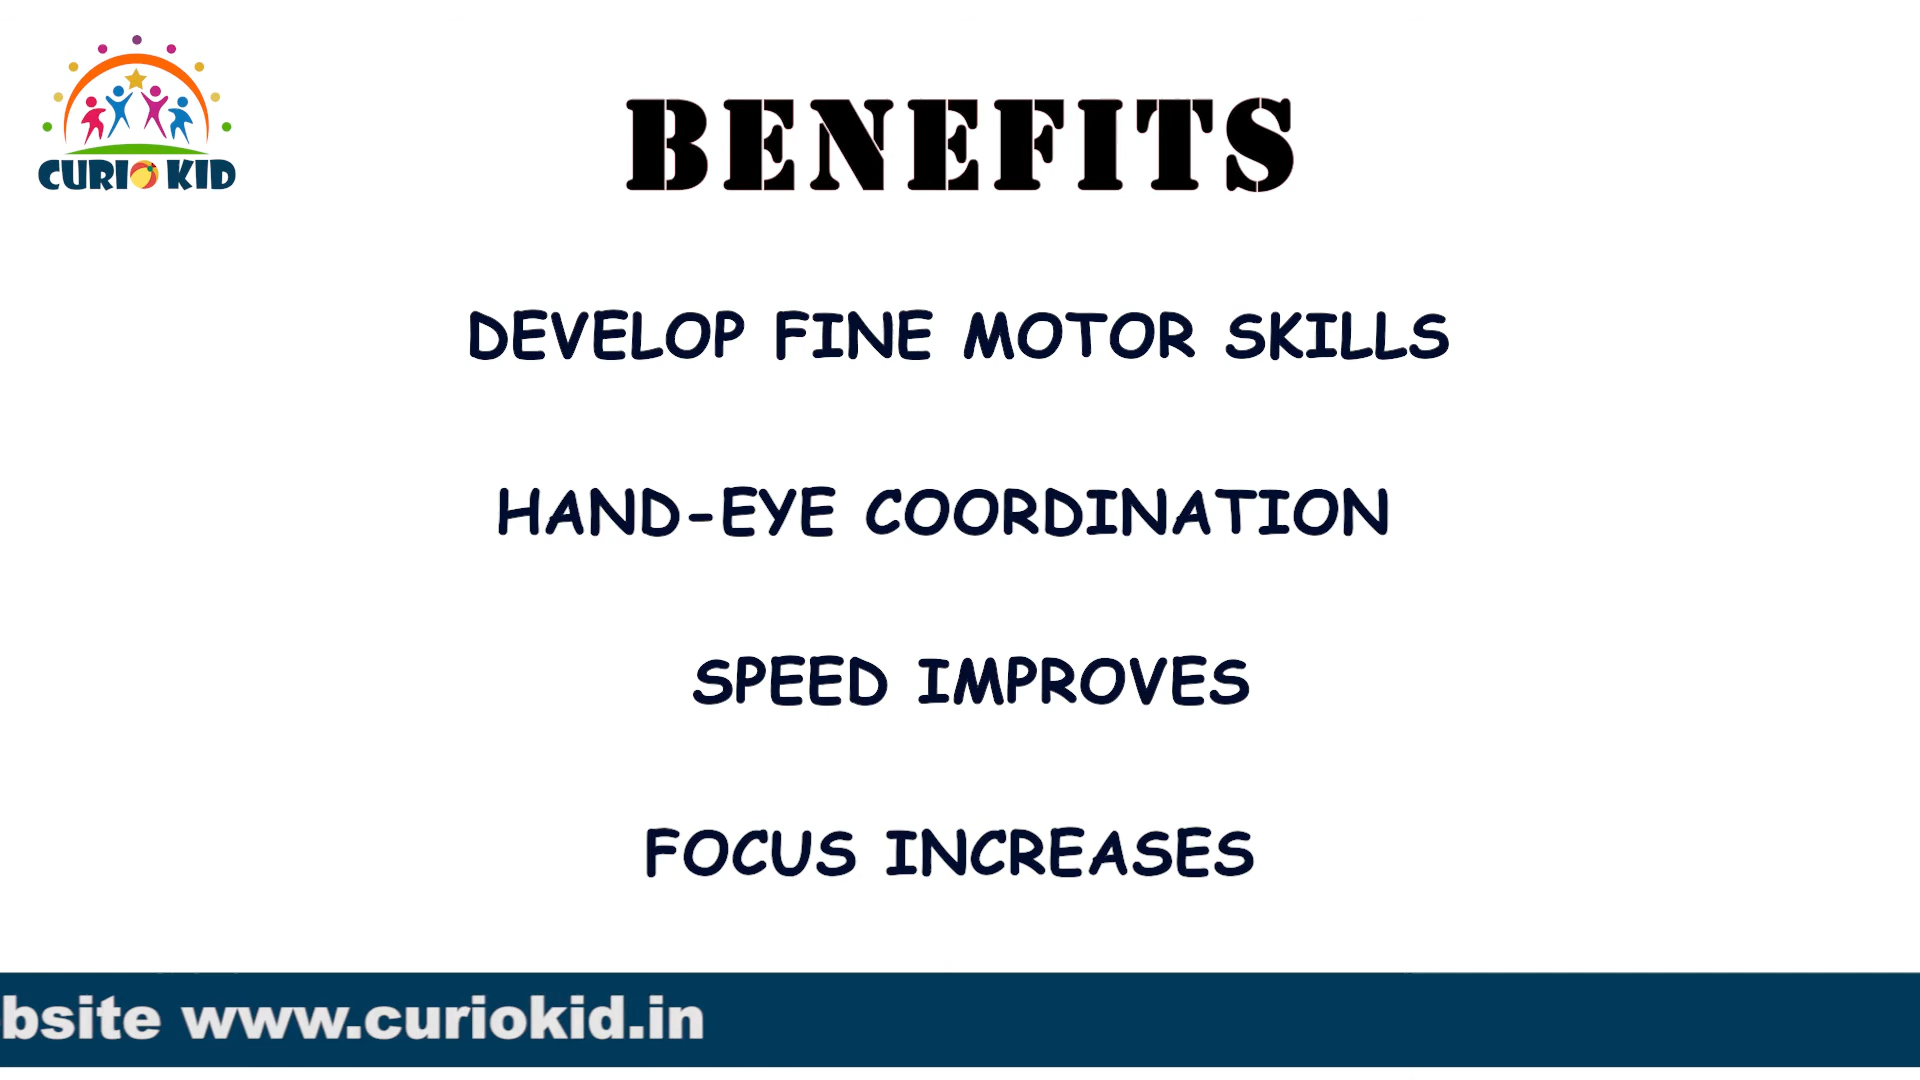 CURIO KID
BENEFITS
DEVELOP FINE MOTOR SKILLS
HAND-EYE COORDINATION
SPEED IMPROVES
FOCUS INCREASES
bsite www.curiokid.in